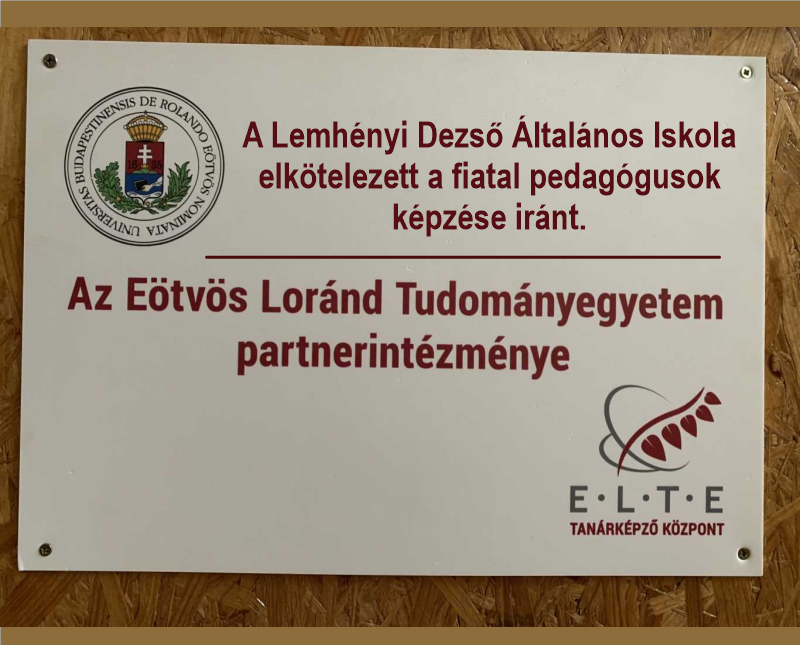 UNIVERSITAS BUDAPESTINENSIS DE ROLANDO EÖTVÖS NOMINATA
16 35
A Lemhényi Dezső Általános Iskola
elkötelezett a fiatal pedagógusok
képzése iránt.
Az Eötvös Loránd Tudományegyetem
partnerintézménye
E·L·T·E
TANÁRKÉPZŐ KÖZPONT